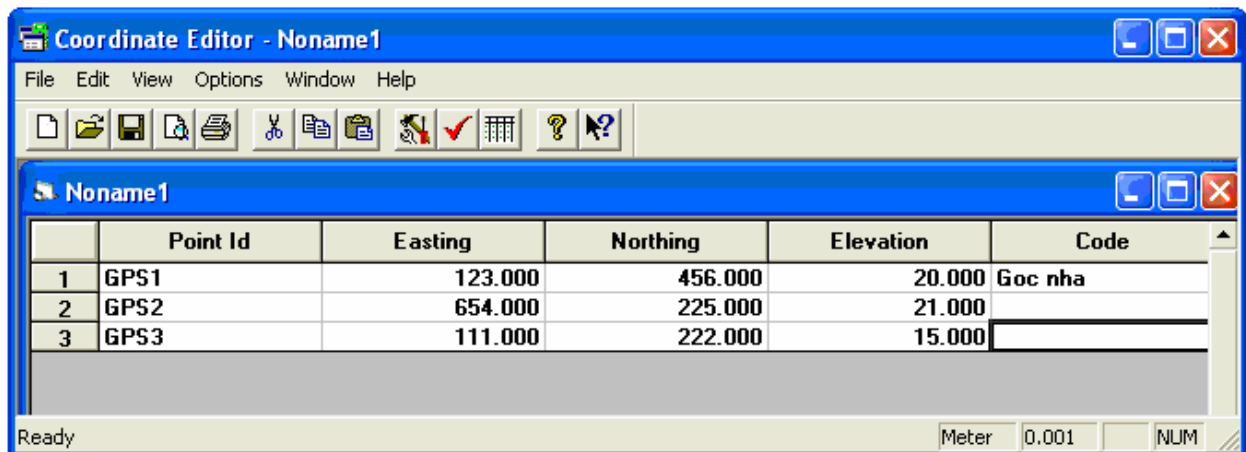 Coordinate Editor - Noname1
File Edit View Options Window Help
Noname1
Point Id Easting Northing Elevation Code
1 GPS1 123.000 456.000 20.000 Goc nha
2 GPS2 654.000 225.000 21.000
3 GPS3 111.000 222.000 15.000
Ready Meter 0.001 NUM